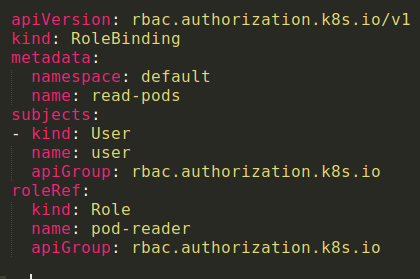 apiVersion: rbac.authorization.k8s.io/v1
kind: RoleBinding
metadata:
  namespace: default
  name: read-pods
subjects:
- kind: User
  name: user
  apiGroup: rbac.authorization.k8s.io
roleRef:
  kind: Role
  name: pod-reader
  apiGroup: rbac.authorization.k8s.io